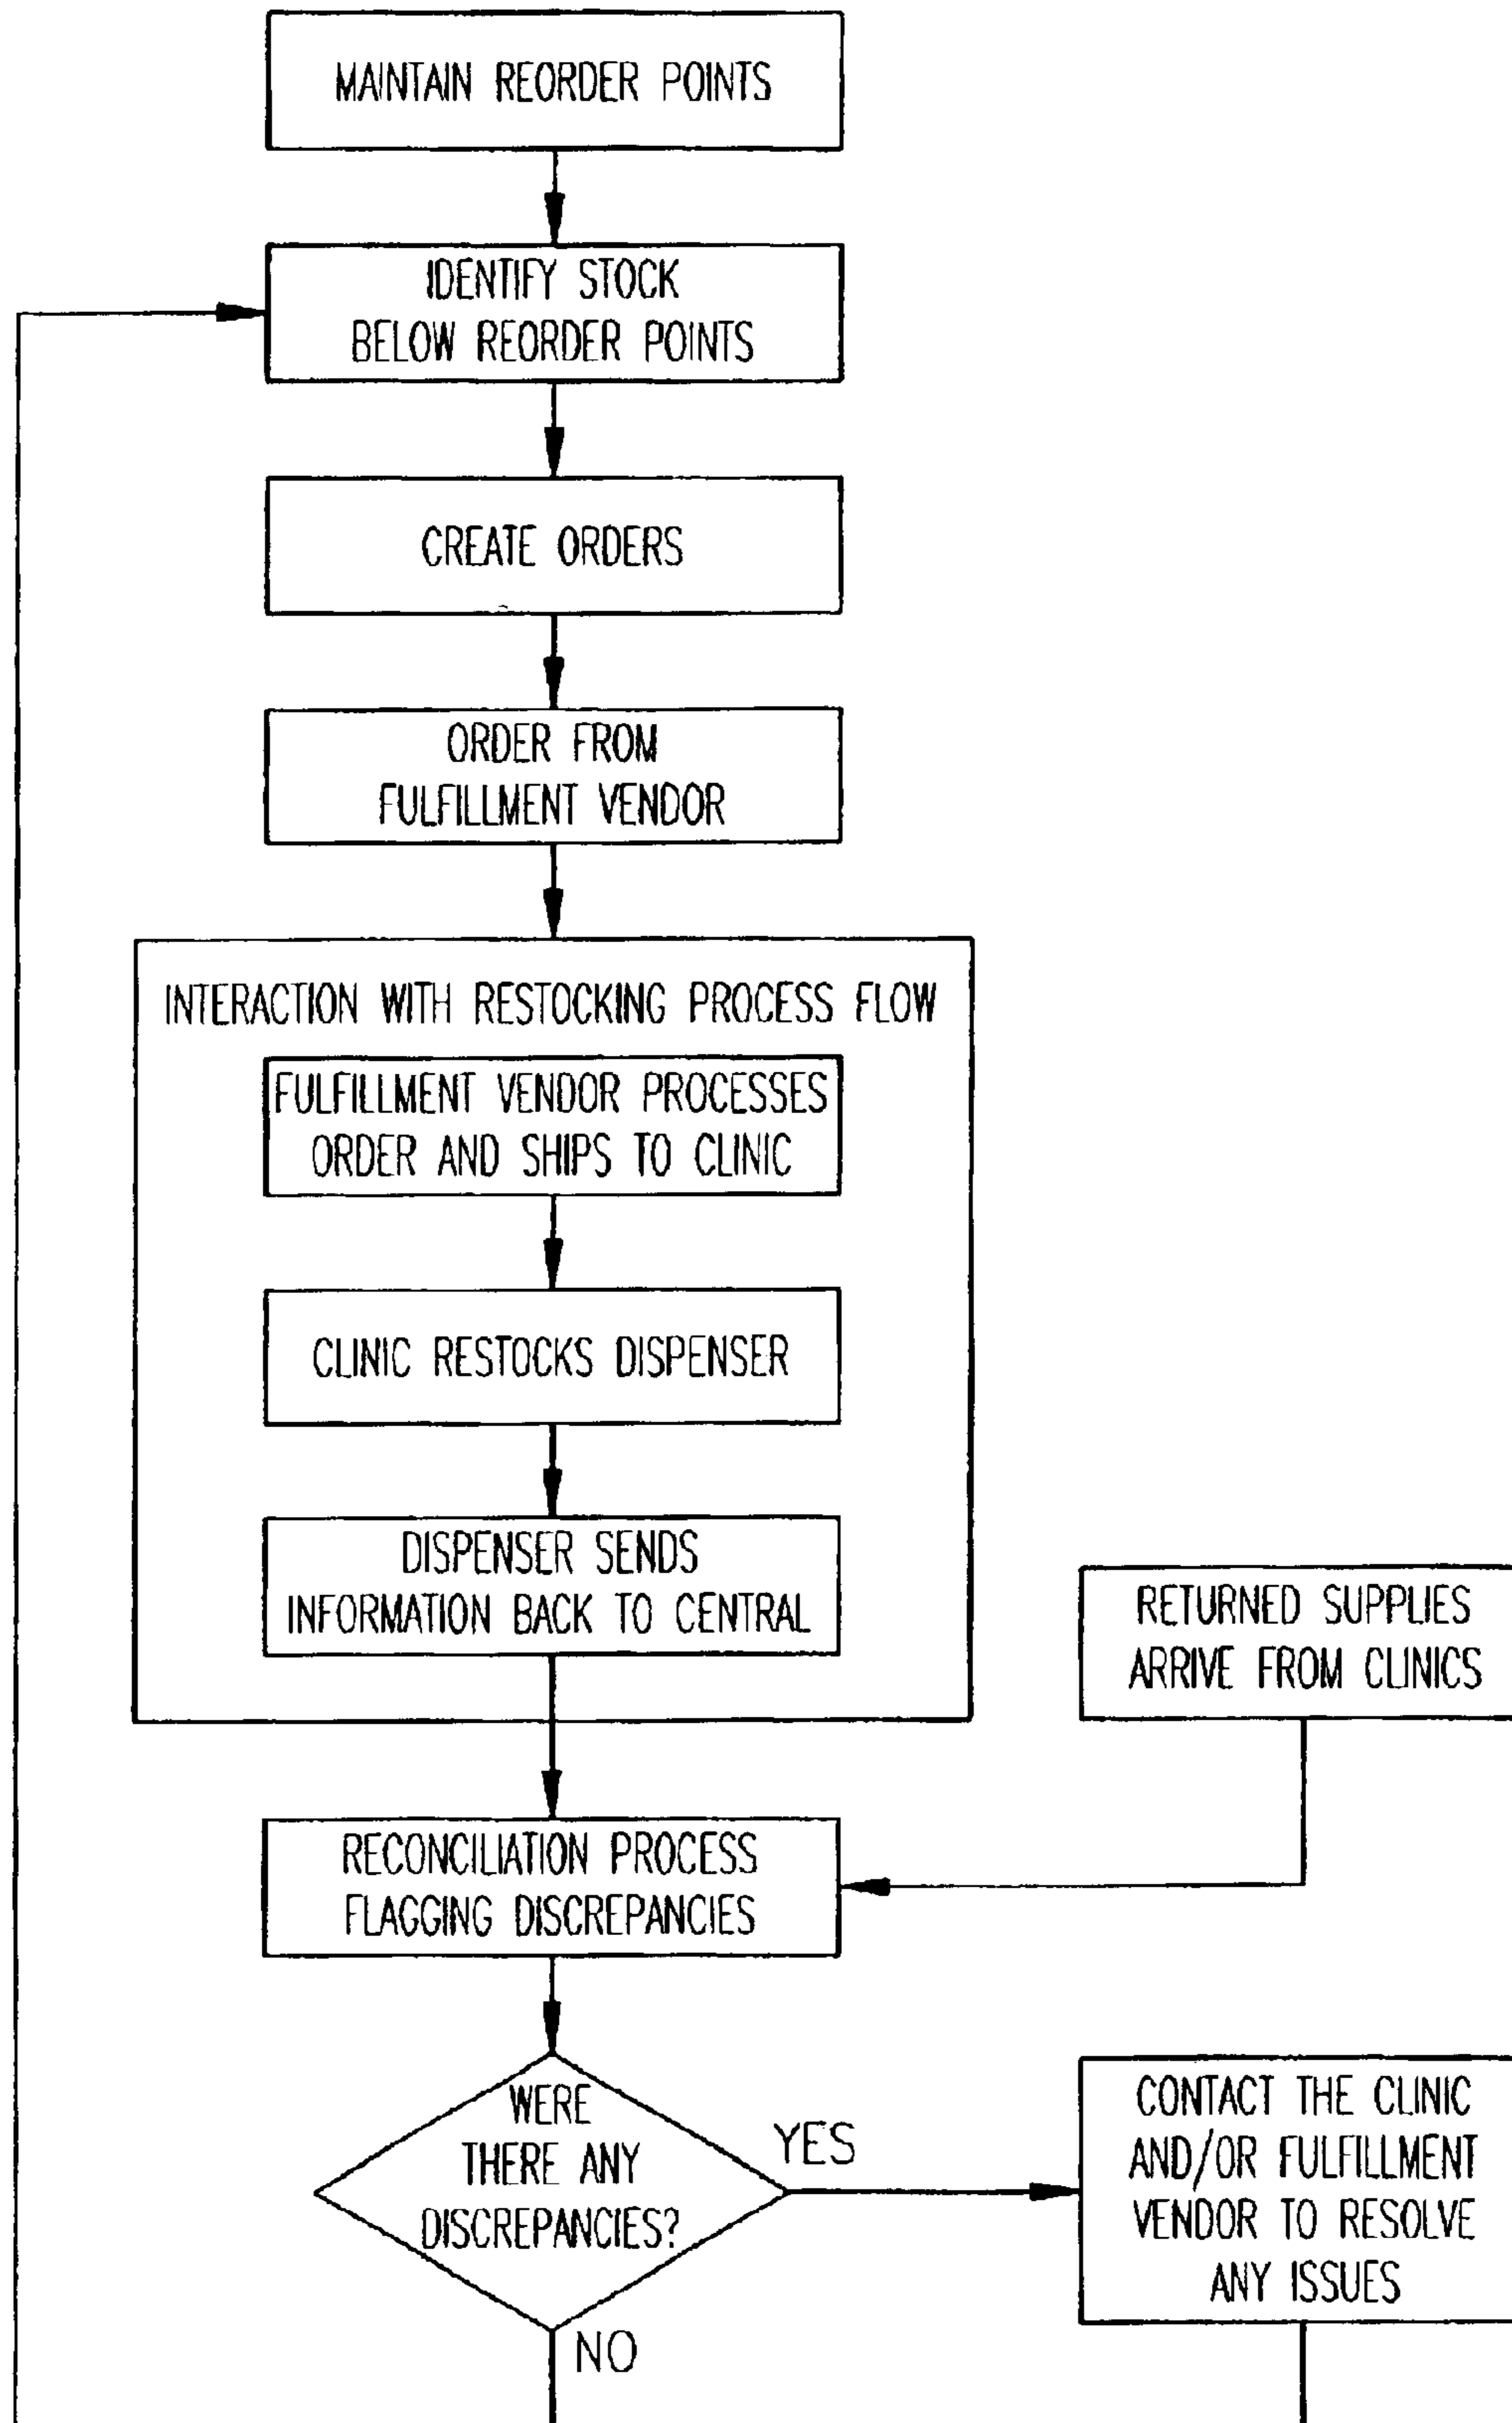 MAINTAIN REORDER POINTS
IDENTIFY STOCK
BELOW REORDER POINTS
CREATE ORDERS
ORDER FROM
FULFILLMENT VENDOR
INTERACTION WITH RESTOCKING PROCESS FLOW
FULFILLMENT VENDOR PROCESSES
ORDER AND SHIPS TO CLINIC
CLINIC RESTOCKS DISPENSER
DISPENSER SENDS
INFORMATION BACK TO CENTRAL
RETURNED SUPPLIES
ARRIVE FROM CLINICS
RECONCILIATION PROCESS
FLAGGING DISCREPANCIES
WERE
THERE ANY
DISCREPANCIES?
YES
CONTACT THE CLINIC
AND/OR FULFILLMENT
VENDOR TO RESOLVE
ANY ISSUES
NO